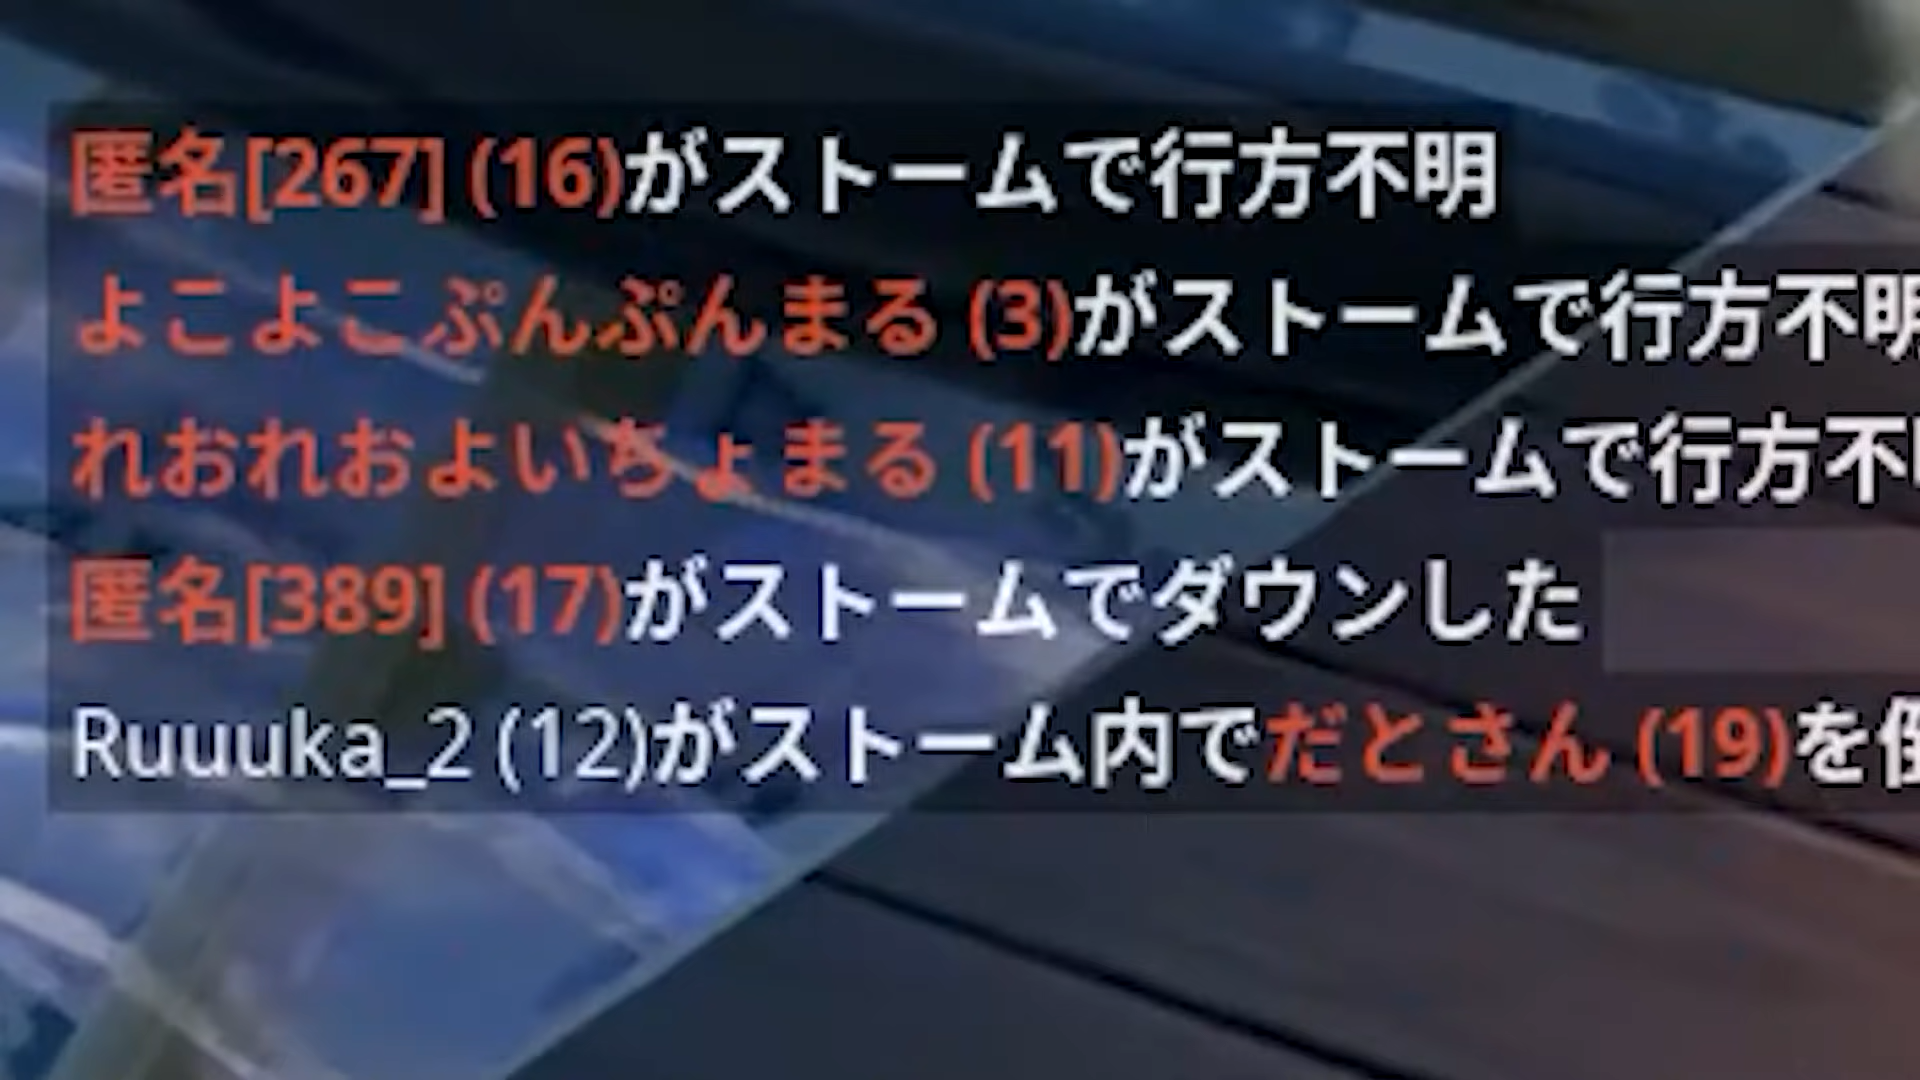 匿名[267] (16)がストームで行方不明
よこよこぷんぷんまる (3)がストームで行方不明
れおれおよいちょまる (11)がストームで行方不
匿名[389] (17)がストームでダウンした
Ruuuka_2 (12)がストーム内でだとさん (19)を